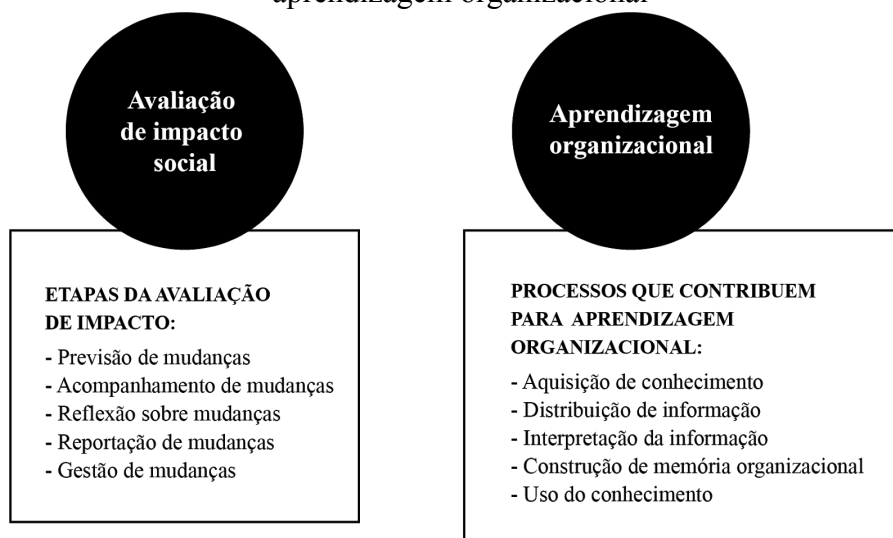 aprendizagem organizacional
Avaliação
de impacto
social
ETAPAS DA AVALIAÇÃO
DE IMPACTO:
- Previsão de mudanças
- Acompanhamento de mudanças
- Reflexão sobre mudanças
- Reportação de mudanças
- Gestão de mudanças
Aprendizagem
organizacional
PROCESSOS QUE CONTRIBUEM
PARA APRENDIZAGEM
ORGANIZACIONAL:
- Aquisição de conhecimento
- Distribuição de informação
- Interpretação da informação
- Construção de memória organizacional
- Uso do conhecimento